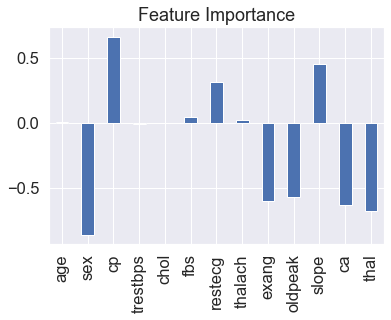 Feature Importance
0.5
0.0
−0.5
age
sex
cp
trestbps
chol
fbs
restecg
thalach
exang
oldpeak
slope
ca
thal